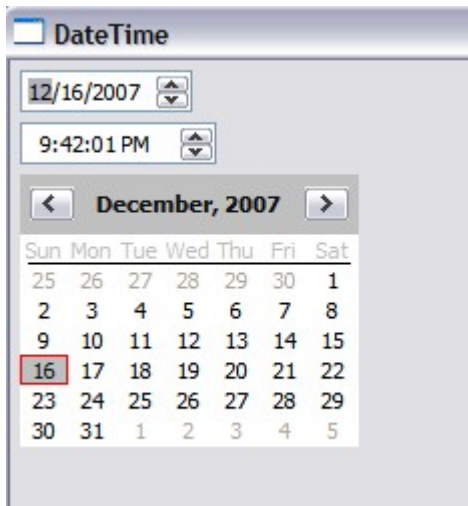 DateTime
12/16/2007
9:42:01 PM
December, 2007
Sun Mon Tue Wed Thu Fri Sat
25 26 27 28 29 30 1
2 3 4 5 6 7 8
9 10 11 12 13 14 15
16 17 18 19 20 21 22
23 24 25 26 27 28 29
30 31 1 2 3 4 5